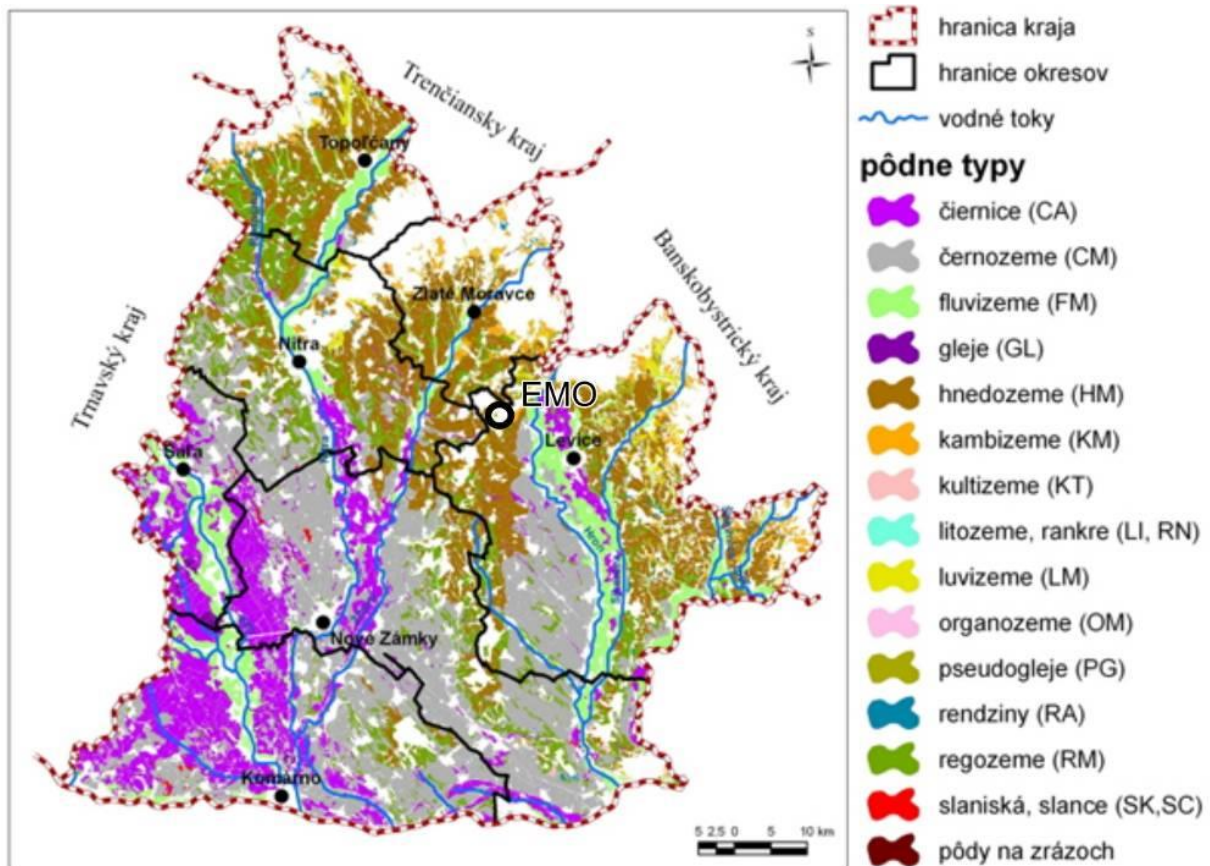 S
Trenčiansky kraj
Topoľčany
Banskobystrický kraj
Zlaté Moravce
Trnavský kraj
Nitra
EMO
Levice
Šaľa
Hron
Nové Zámky
Komárno
5 2.5 0 5 10 km
hranica kraja
hranice okresov
vodné toky
pôdne typy
čiernice (CA)
černozeme (CM)
fluvizeme (FM)
gleje (GL)
hnedozeme (HM)
kambizeme (KM)
kultizeme (KT)
litozeme, rankre (LI, RN)
luvizeme (LM)
organozeme (OM)
pseudogleje (PG)
rendziny (RA)
regozeme (RM)
slaniská, slance (SK,SC)
pôdy na zrázoch